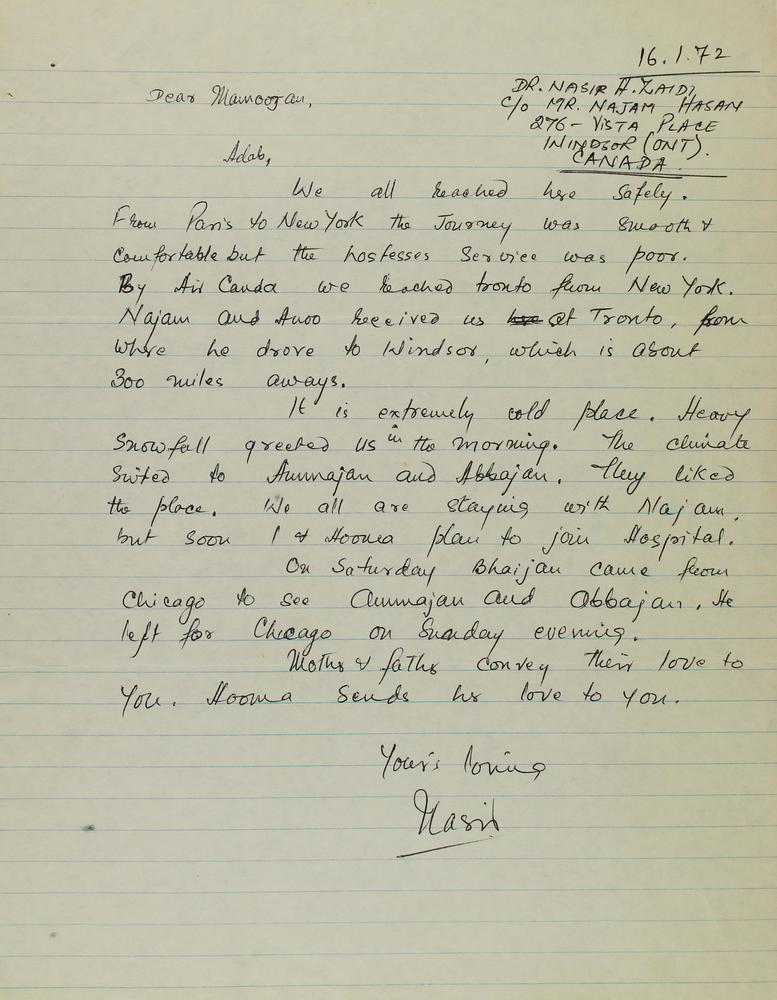 16.1.72
DR. NASIR H. ZAIDI,
C/o MR. NAJAM HASAN
276 - VISTA PLACE
WINDSOR (ONT).
CANADA.
Dear Mamoojan,
Adab,
We all reached here safely.
From Paris to New York the Journey was smooth &
comfortable but the hostesses service was poor.
By Air Canda we reached tronto from New York.
Najam and Anoo received us at Tronto, from
where he drove to Windsor, which is about
300 miles aways.
It is extremely cold place. Heavy
snowfall greeted us in the morning. The climate
suited to Ammajan and Abbajan. They liked
the place. We all are staying with Najam,
but soon I & Hooma plan to join Hospital.
On Saturday Bhaijan came from
Chicago to see Ammajan and Abbajan. He
left for Chicago on Sunday evening.
Mother & father convey their love to
you. Hooma sends her love to you.
Your's loving
Nasir